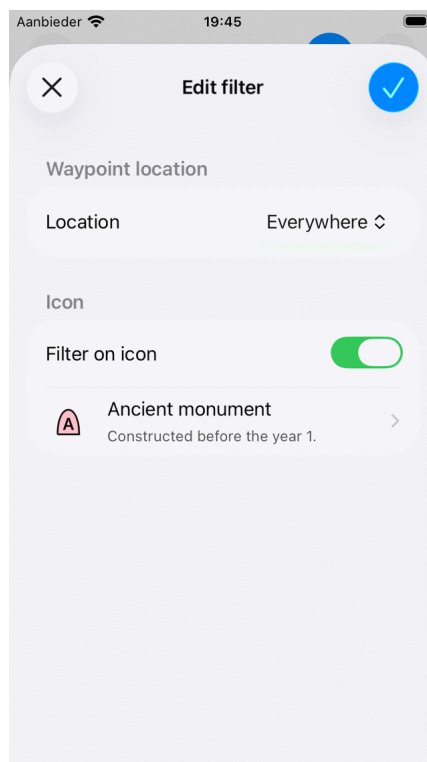 Aanbieder 19:45
Edit filter
Waypoint location
Location Everywhere
Icon
Filter on icon
A Ancient monument
Constructed before the year 1.